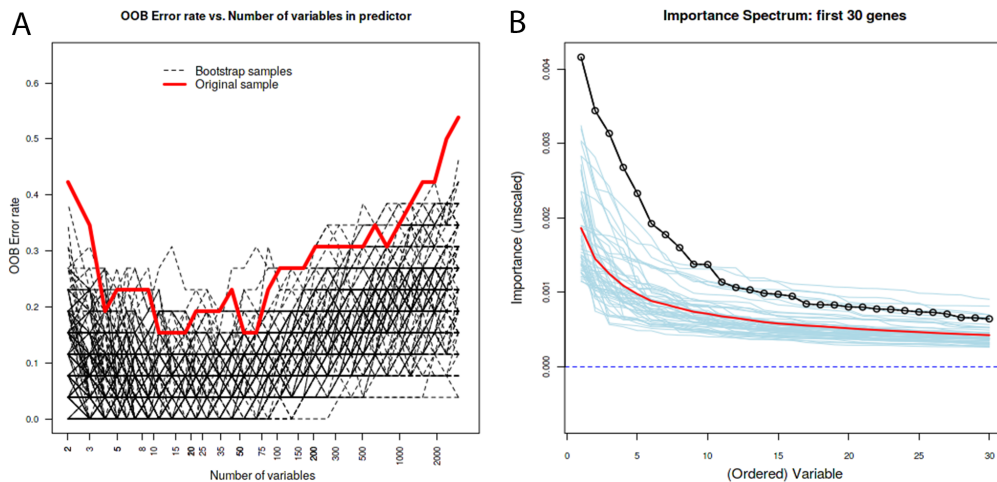 A
OOB Error rate vs. Number of variables in predictor
Bootstrap samples
Original sample
OOB Error rate
0.6
0.5
0.4
0.3
0.2
0.1
0.0
2 3 5 8 10 15 20 25 35 50 75 100 150 200 300 500 1000 2000
Number of variables
B
Importance Spectrum: first 30 genes
Importance (unscaled)
0.004
0.003
0.002
0.001
0.000
0 5 10 15 20 25 30
(Ordered) Variable